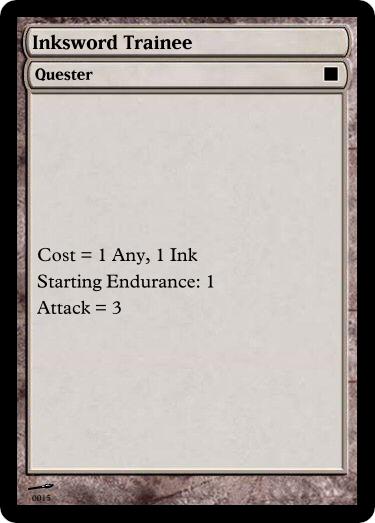 Inksword Trainee
Quester
Cost = 1 Any, 1 Ink
Starting Endurance: 1
Attack = 3
0015